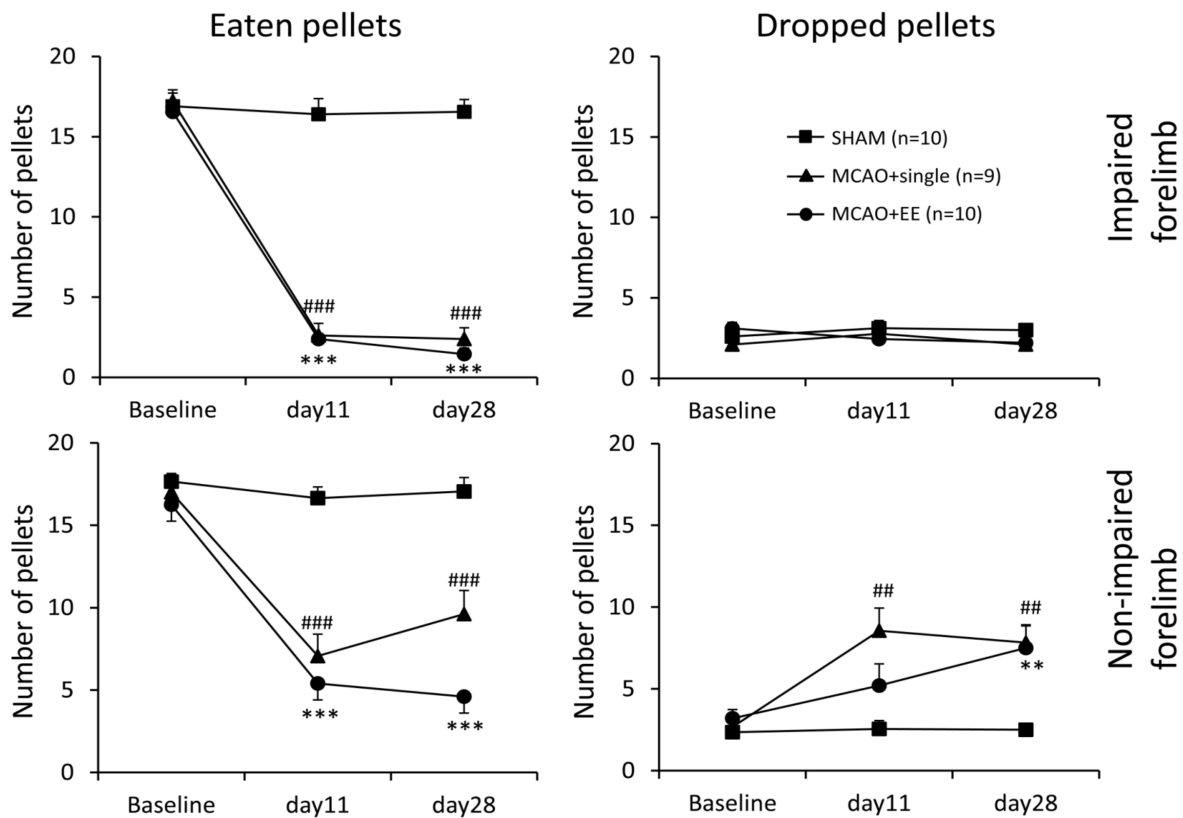 Eaten pellets
Dropped pellets
Number of pellets
20
15
10
5
0
###
###
***
***
Baseline
day11
day28
Number of pellets
20
15
10
5
0
SHAM (n=10)
MCAO+single (n=9)
MCAO+EE (n=10)
Baseline
day11
day28
Impaired
forelimb
Number of pellets
20
15
10
5
0
###
###
***
***
Baseline
day11
day28
Number of pellets
20
15
10
5
0
##
##
**
Baseline
day11
day28
Non-impaired
forelimb